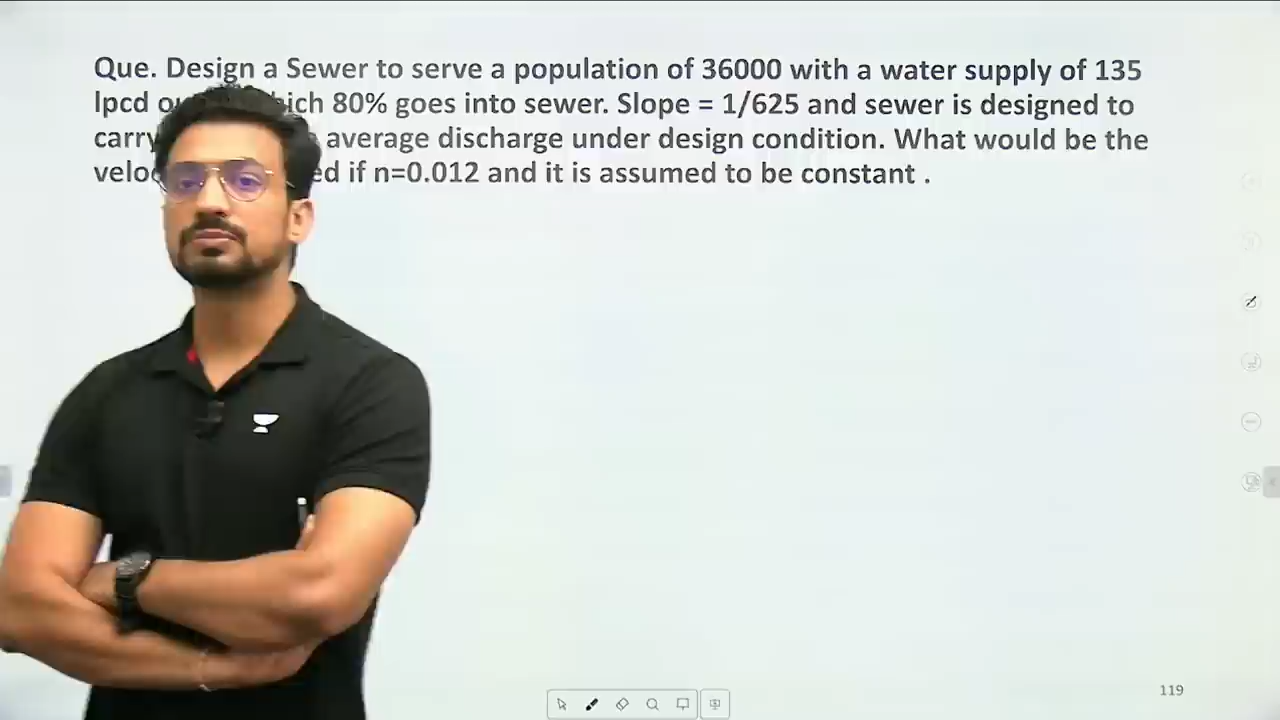 Que. Design a Sewer to serve a population of 36000 with a water supply of 135
lpcd 80% goes into sewer. Slope = 1/625 and sewer is designed to
carry average discharge under design condition. What would be the
if n=0.012 and it is assumed to be constant .
119